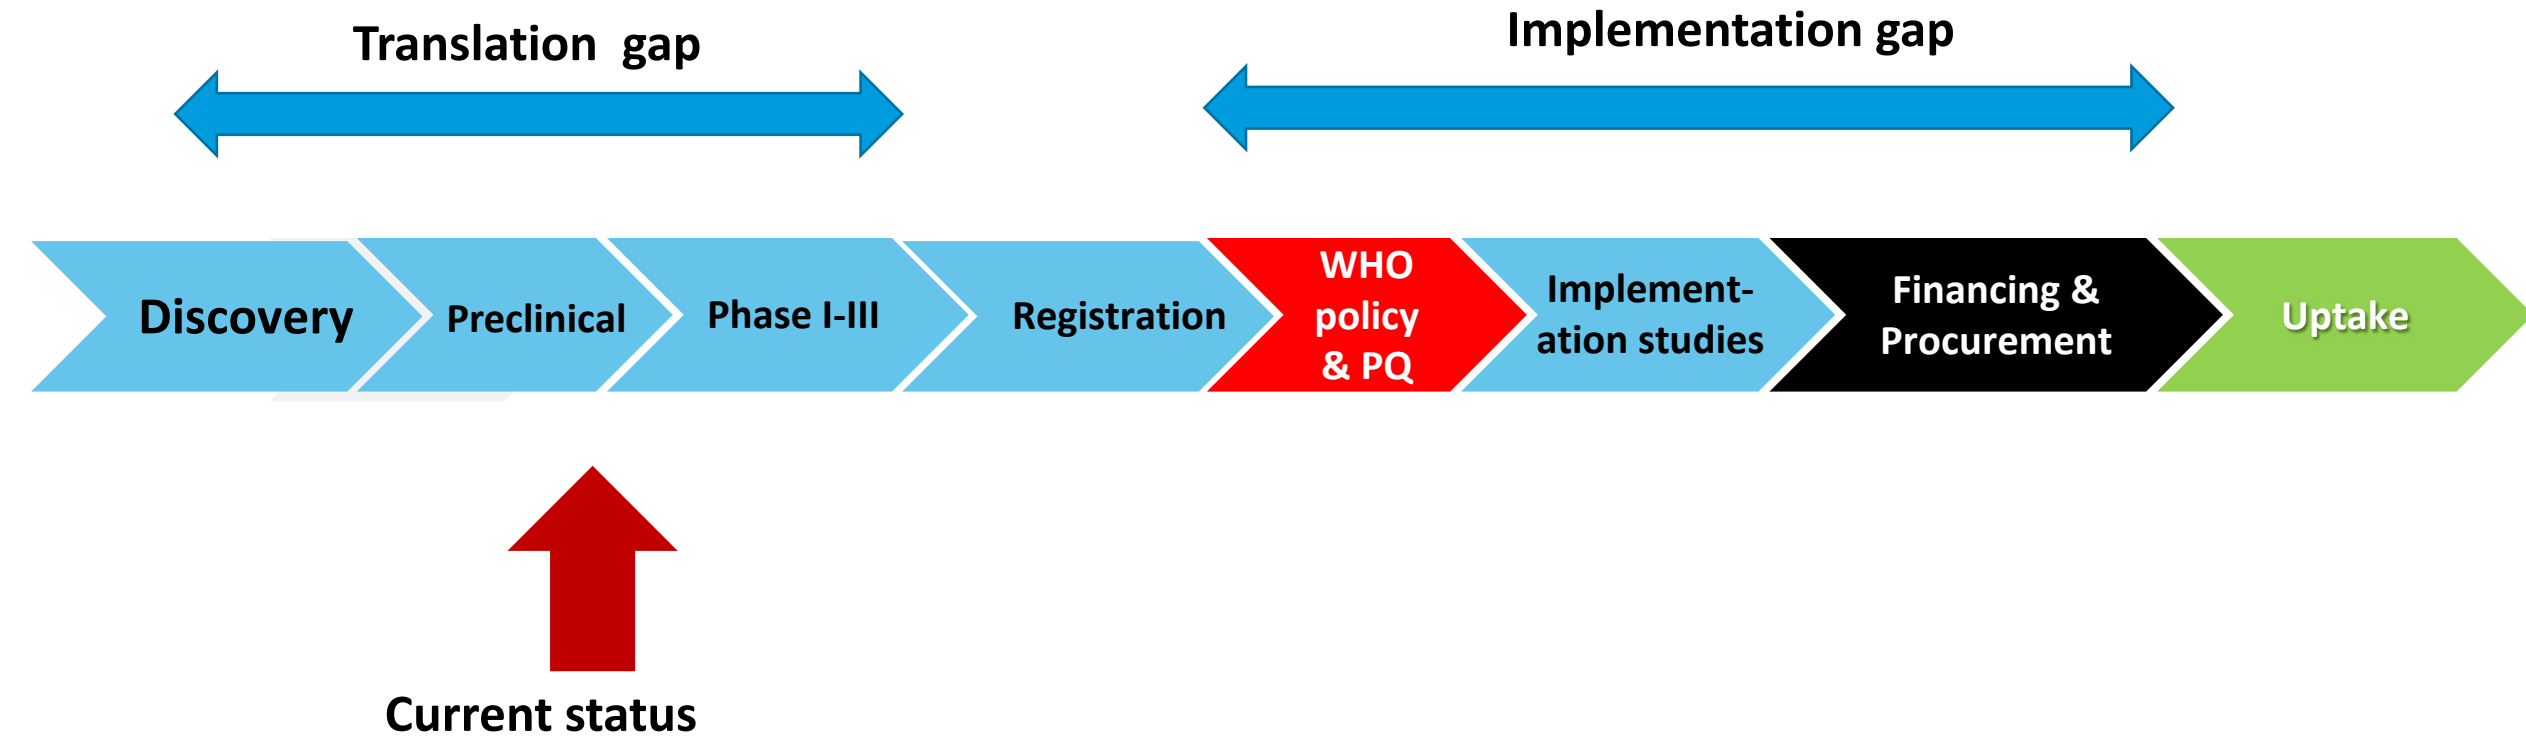 Translation gap
Implementation gap
Discovery
Preclinical
Phase I-III
Registration
WHO
policy
& PQ
Implement-
ation studies
Financing &
Procurement
Uptake
Current status